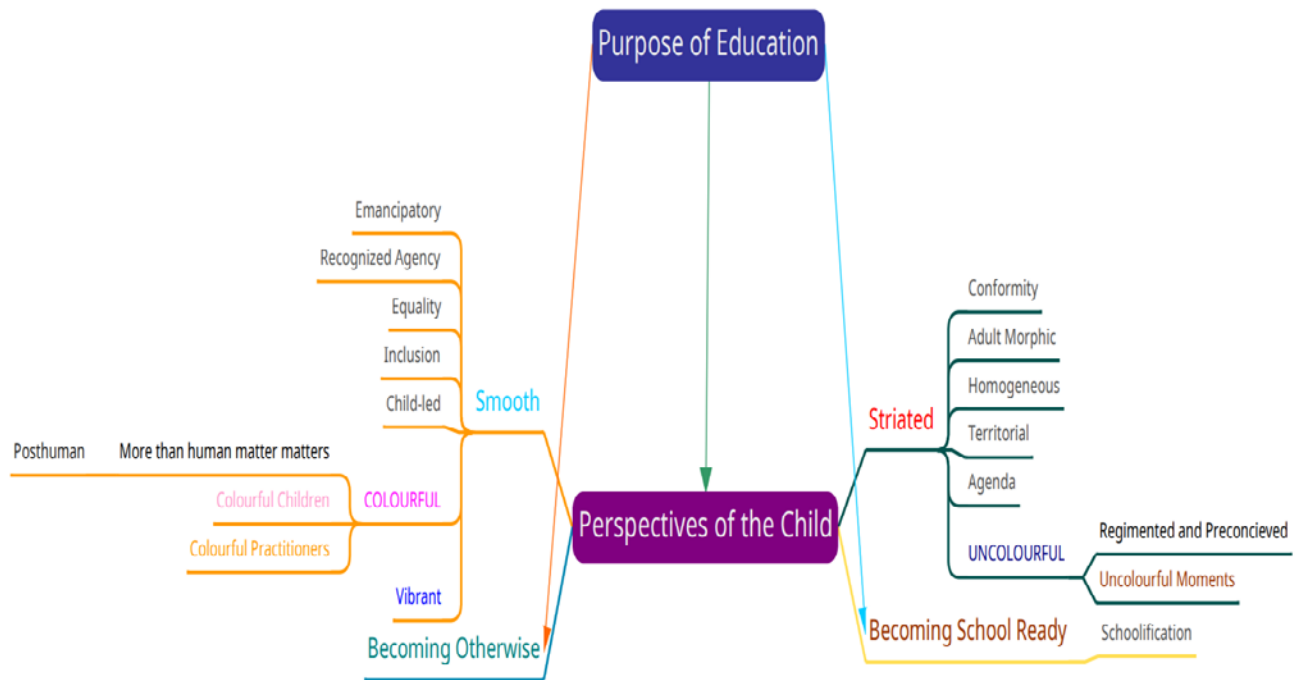 Purpose of Education
Emancipatory
Recognized Agency
Equality
Inclusion
Child-led
Smooth
Posthuman
More than human matter matters
Colourful Children
COLOURFUL
Colourful Practitioners
Vibrant
Becoming Otherwise
Perspectives of the Child
Striated
Conformity
Adult Morphic
Homogeneous
Territorial
Agenda
UNCOLOURFUL
Regimented and Preconcieved
Uncolourful Moments
Becoming School Ready
Schoolification